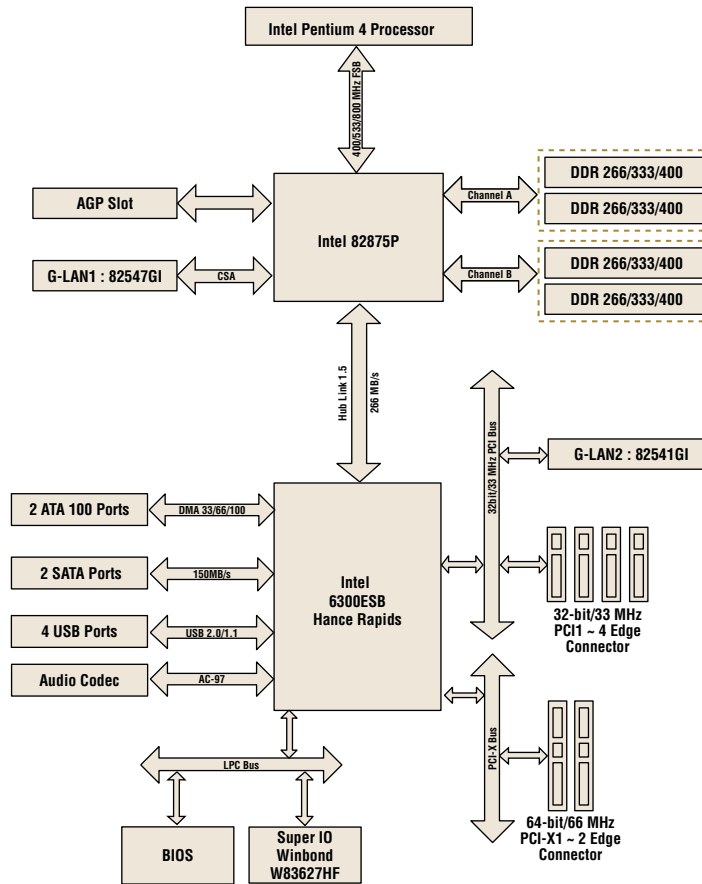 Intel Pentium 4 Processor
400/533/800 MHz FSB
AGP Slot
G-LAN1 : 82547GI
CSA
Intel 82875P
Channel A
DDR 266/333/400
DDR 266/333/400
Channel B
DDR 266/333/400
DDR 266/333/400
Hub Link 1.5
266 MB/s
32bit/33 MHz PCI Bus
G-LAN2 : 82541GI
2 ATA 100 Ports
DMA 33/66/100
2 SATA Ports
150MB/s
4 USB Ports
USB 2.0/1.1
Audio Codec
AC-97
Intel
6300ESB
Hance Rapids
32-bit/33 MHz
PCI1 ~ 4 Edge
Connector
PCI-X Bus
64-bit/66 MHz
PCI-X1 ~ 2 Edge
Connector
LPC Bus
BIOS
Super IO
Winbond
W83627HF